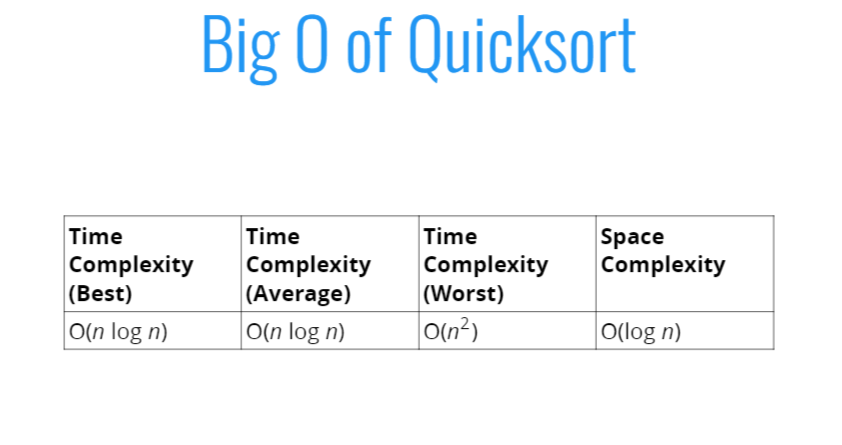 Big O of Quicksort
Time Complexity (Best)
Time Complexity (Average)
Time Complexity (Worst)
Space Complexity
O(n log n)
O(n log n)
O(n²)
O(log n)